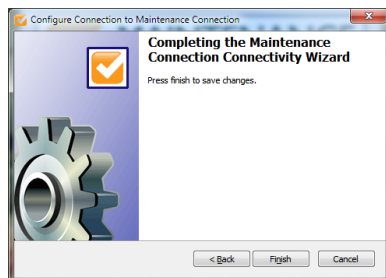 Configure Connection to Maintenance Connection
Completing the Maintenance
Connection Connectivity Wizard
Press finish to save changes.
< Back
Finish
Cancel